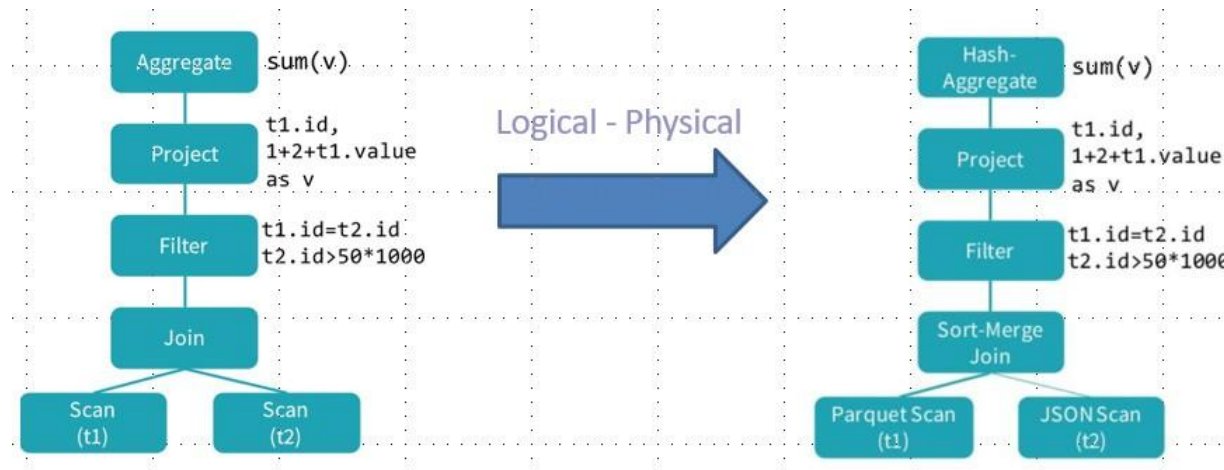 Aggregate
sum(v)
Project
t1.id,
1+2+t1.value
as v
Filter
t1.id=t2.id
t2.id>50*1000
Join
Scan
(t1)
Scan
(t2)
Logical - Physical
Hash-
Aggregate
sum(v)
Project
t1.id,
1+2+t1.value
as v
Filter
t1.id=t2.id
t2.id>50*1000
Sort-Merge
Join
Parquet Scan
(t1)
JSON Scan
(t2)